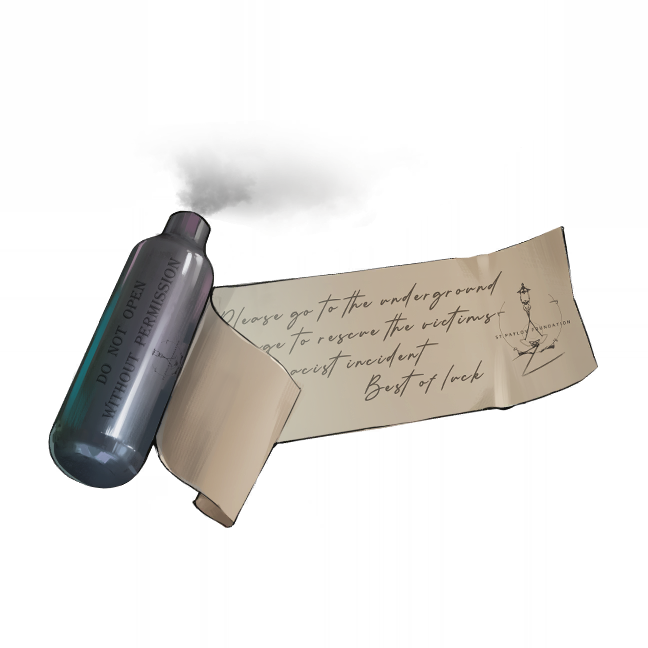 DO NOT OPEN
WITHOUT PERMISSION
Please go to the underground
to rescue the victims
incident
Best of luck
ST.PAVLOV FOUNDATION